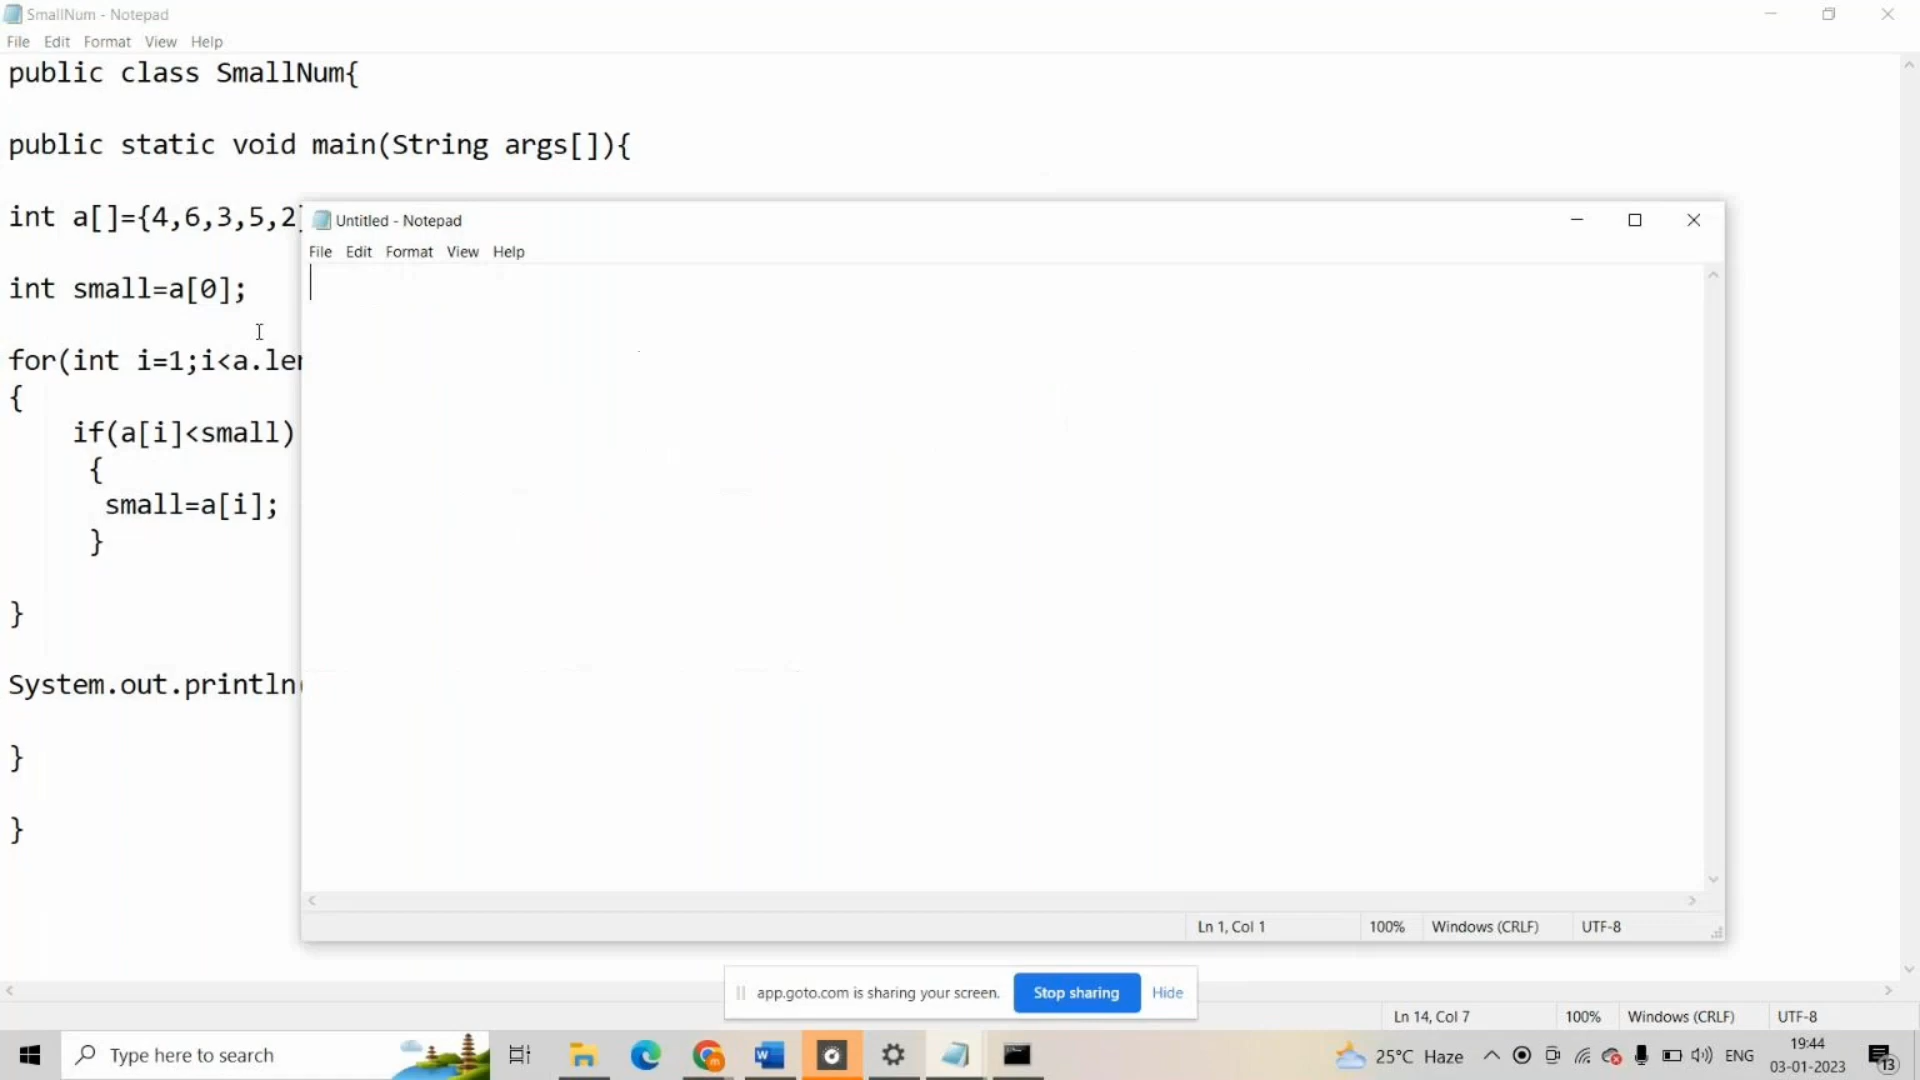 SmallNum - Notepad
File Edit Format View Help
public class SmallNum{
public static void main(String args[]){
int a[]={4,6,3,5,2
int small=a[0];
for(int i=1;i<a.len
{
if(a[i]<small)
{
small=a[i];
}
}
System.out.println(
}
}
Untitled - Notepad
File Edit Format View Help
Ln 1, Col 1 100% Windows (CRLF) UTF-8
app.goto.com is sharing your screen. Stop sharing Hide
Ln 14, Col 7 100% Windows (CRLF) UTF-8
Type here to search
25°C Haze ENG
19:44
03-01-2023
13